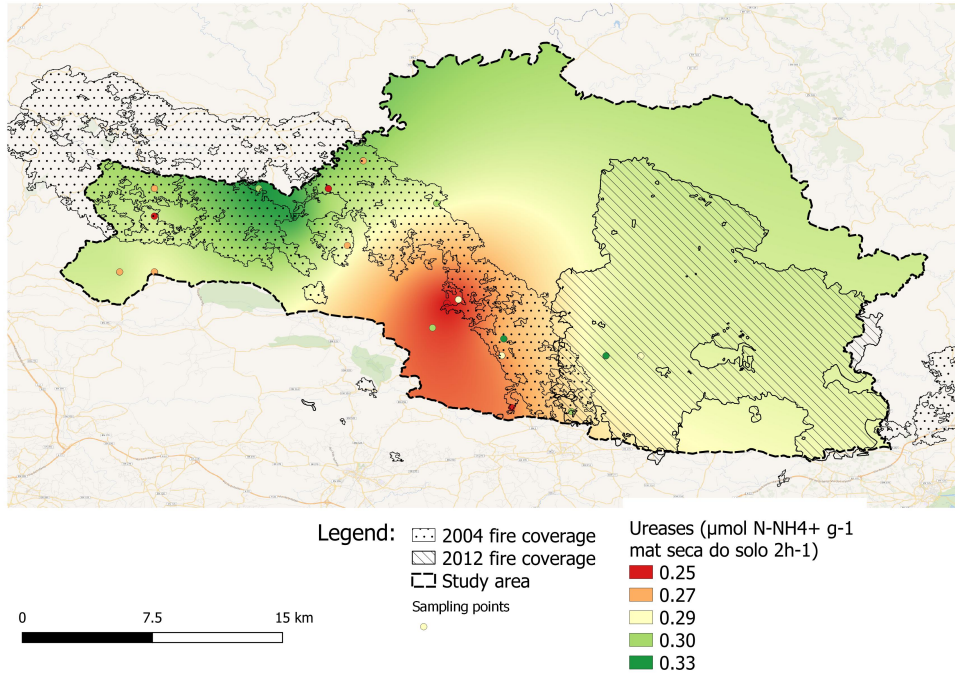 Legend:
2004 fire coverage
2012 fire coverage
Study area
Sampling points
0 7.5 15 km
Ureases (µmol N-NH4+ g-1
mat seca do solo 2h-1)
0.25
0.27
0.29
0.30
0.33